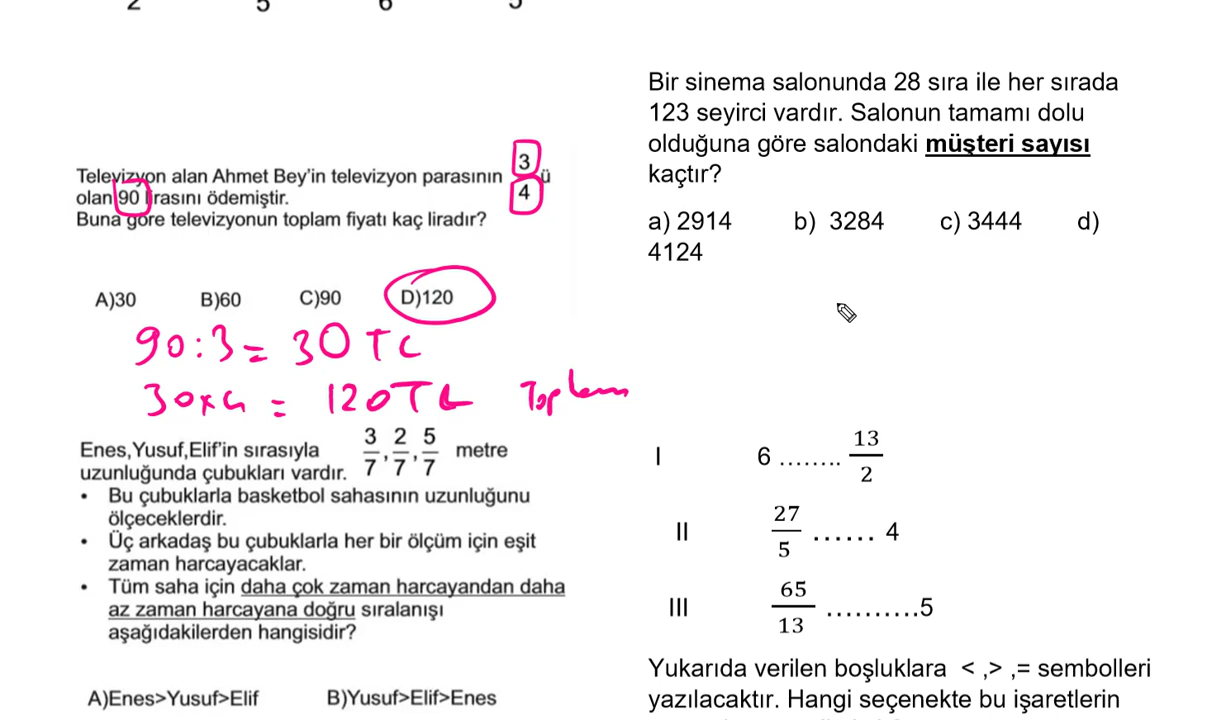 Televizyon alan Ahmet Bey'in televizyon parasının 3/4 ü
olan 90 lirasını ödemiştir.
Buna göre televizyonun toplam fiyatı kaç liradır?
A)30 B)60 C)90 D)120
90:3= 30 TL
30x4 = 120TL Toplam
Enes,Yusuf,Elif'in sırasıyla 3/7, 2/7, 5/7 metre
uzunluğunda çubukları vardır.
• Bu çubuklarla basketbol sahasının uzunluğunu
ölçeceklerdir.
• Üç arkadaş bu çubuklarla her bir ölçüm için eşit
zaman harcayacaklar.
• Tüm saha için daha çok zaman harcayandan daha
az zaman harcayana doğru sıralanışı
aşağıdakilerden hangisidir?
A)Enes>Yusuf>Elif B)Yusuf>Elif>Enes
Bir sinema salonunda 28 sıra ile her sırada
123 seyirci vardır. Salonun tamamı dolu
olduğuna göre salondaki müşteri sayısı
kaçtır?
a) 2914 b) 3284 c) 3444 d)
4124
I 6 ........ 13/2
II 27/5 ...... 4
III 65/13 ..........5
Yukarıda verilen boşluklara < ,> ,= sembolleri
yazılacaktır. Hangi seçenekte bu işaretlerin